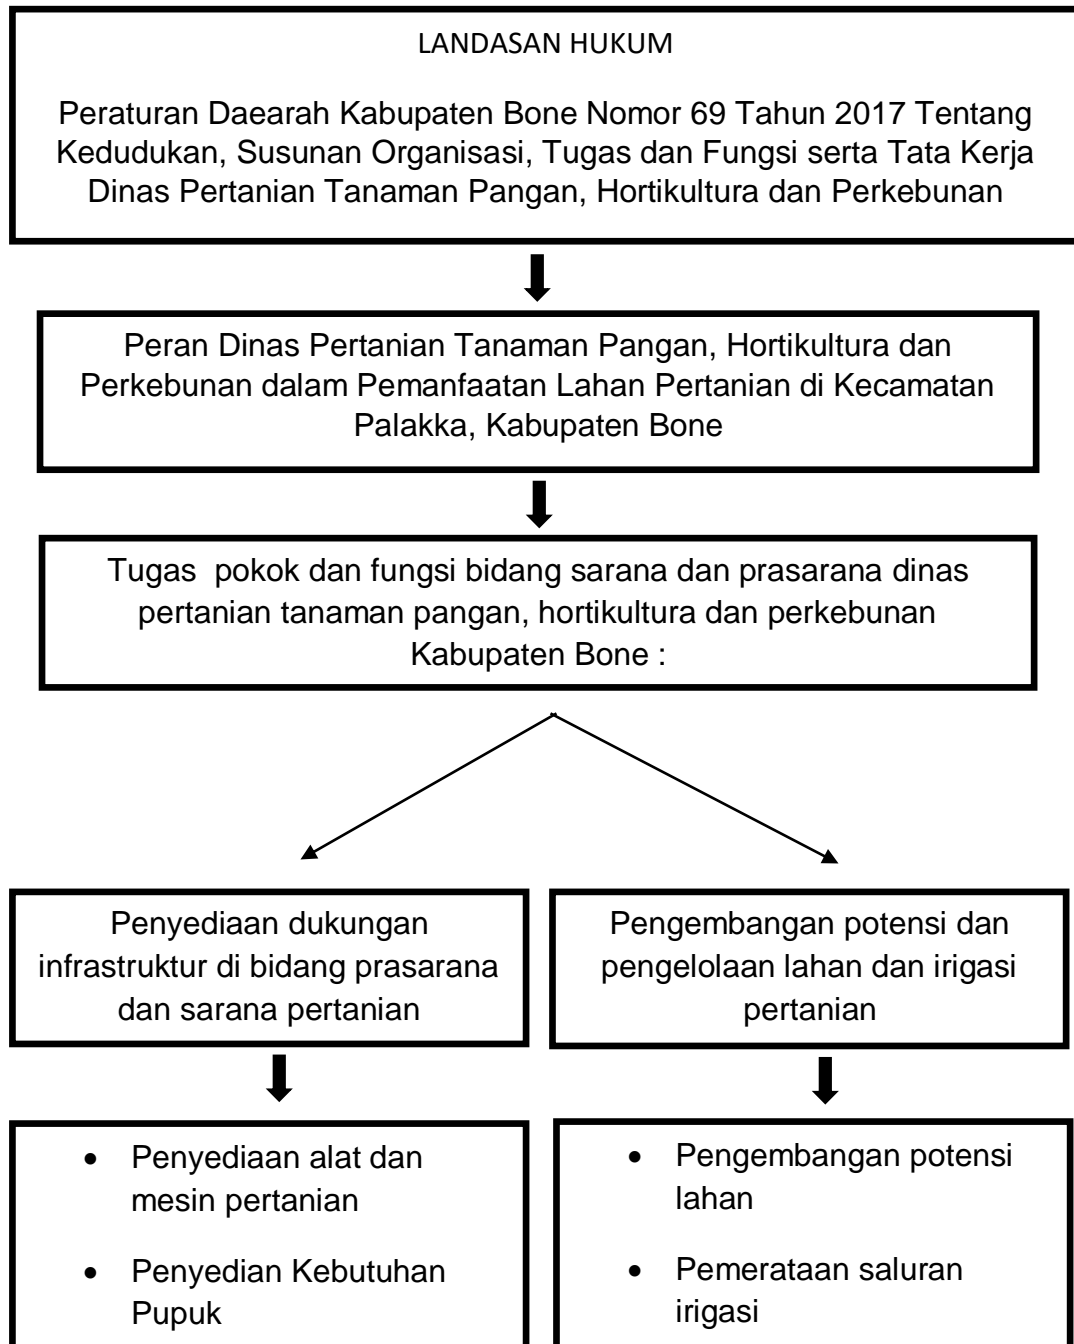 LANDASAN HUKUM
Peraturan Daearah Kabupaten Bone Nomor 69 Tahun 2017 Tentang
Kedudukan, Susunan Organisasi, Tugas dan Fungsi serta Tata Kerja
Dinas Pertanian Tanaman Pangan, Hortikultura dan Perkebunan
Peran Dinas Pertanian Tanaman Pangan, Hortikultura dan
Perkebunan dalam Pemanfaatan Lahan Pertanian di Kecamatan
Palakka, Kabupaten Bone
Tugas  pokok dan fungsi bidang sarana dan prasarana dinas
pertanian tanaman pangan, hortikultura dan perkebunan
Kabupaten Bone :
Penyediaan dukungan
infrastruktur di bidang prasarana
dan sarana pertanian
Pengembangan potensi dan
pengelolaan lahan dan irigasi
pertanian
• Penyediaan alat dan
mesin pertanian
• Penyedian Kebutuhan
Pupuk
• Pengembangan potensi
lahan
• Pemerataan saluran
irigasi